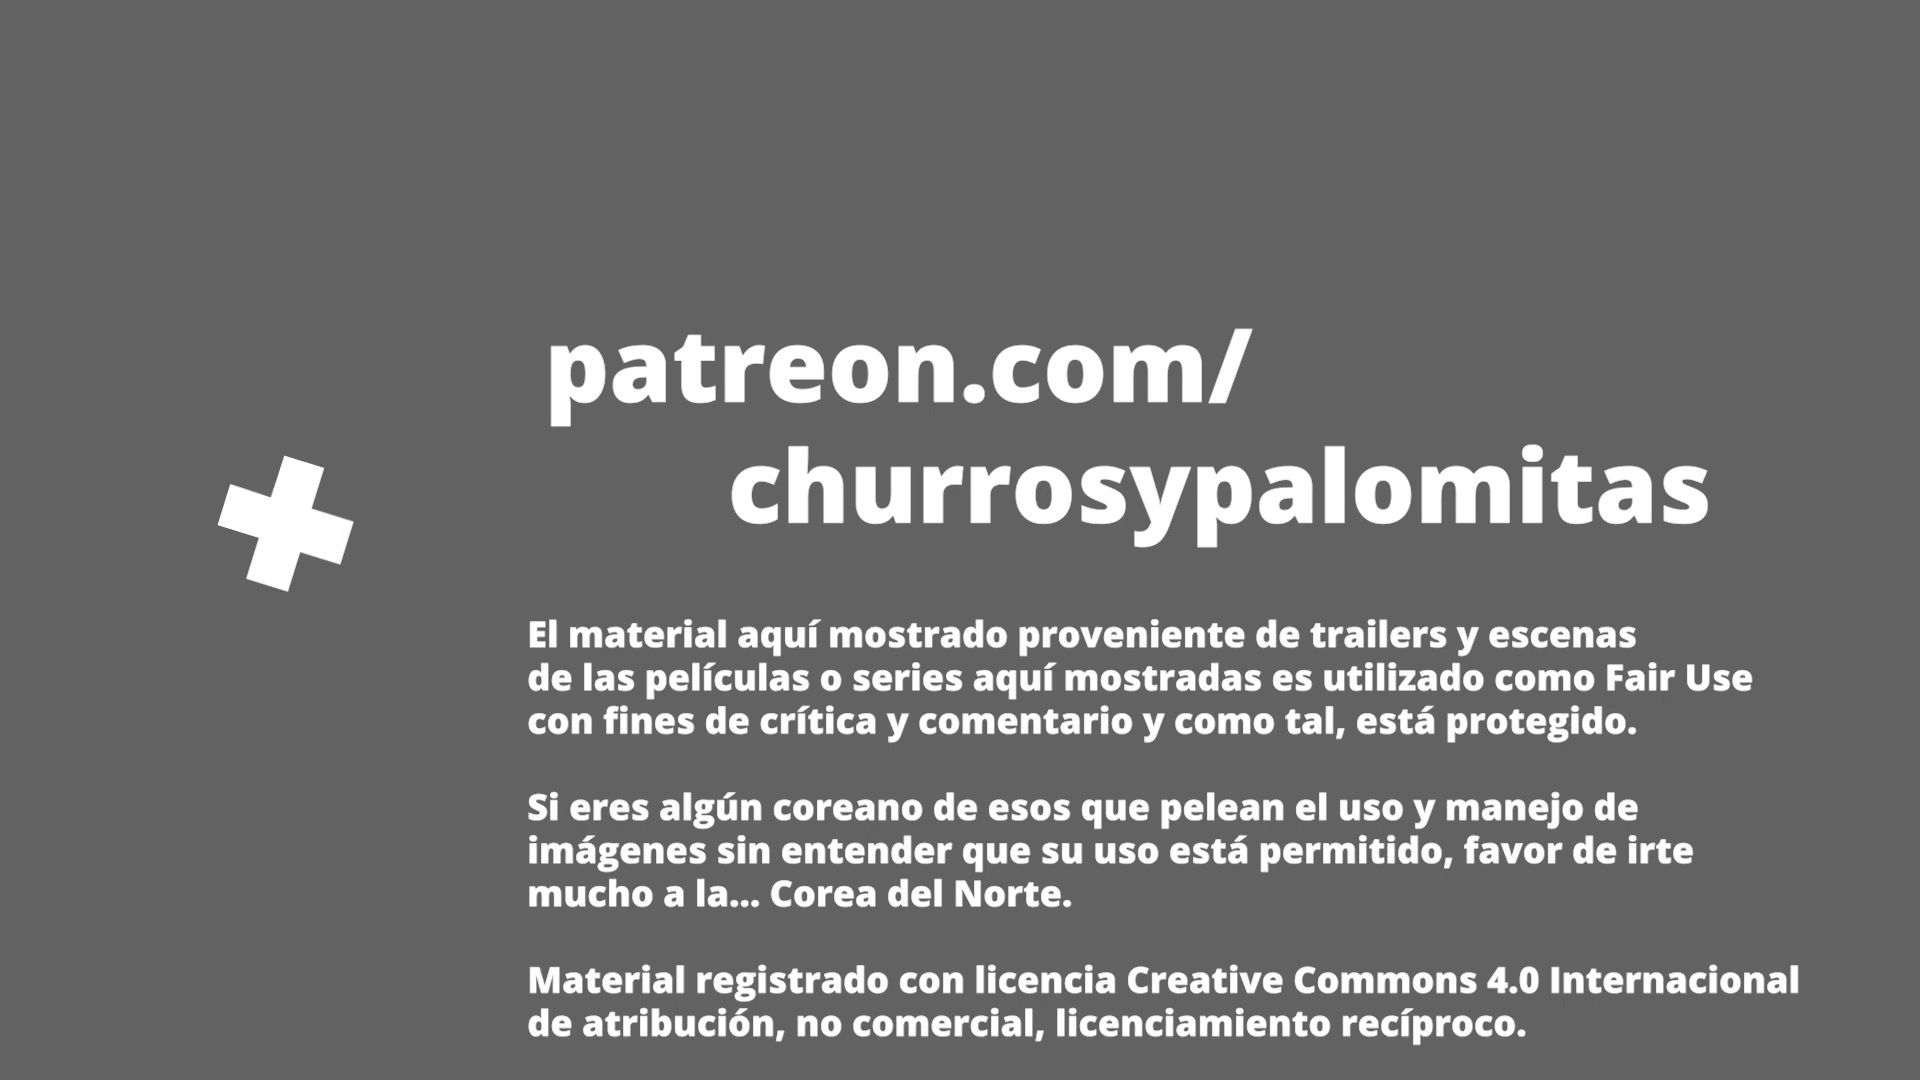 patreon.com/
churrosypalomitas
El material aquí mostrado proveniente de trailers y escenas
de las películas o series aquí mostradas es utilizado como Fair Use
con fines de crítica y comentario y como tal, está protegido.
Si eres algún coreano de esos que pelean el uso y manejo de
imágenes sin entender que su uso está permitido, favor de irte
mucho a la... Corea del Norte.
Material registrado con licencia Creative Commons 4.0 Internacional
de atribución, no comercial, licenciamiento recíproco.